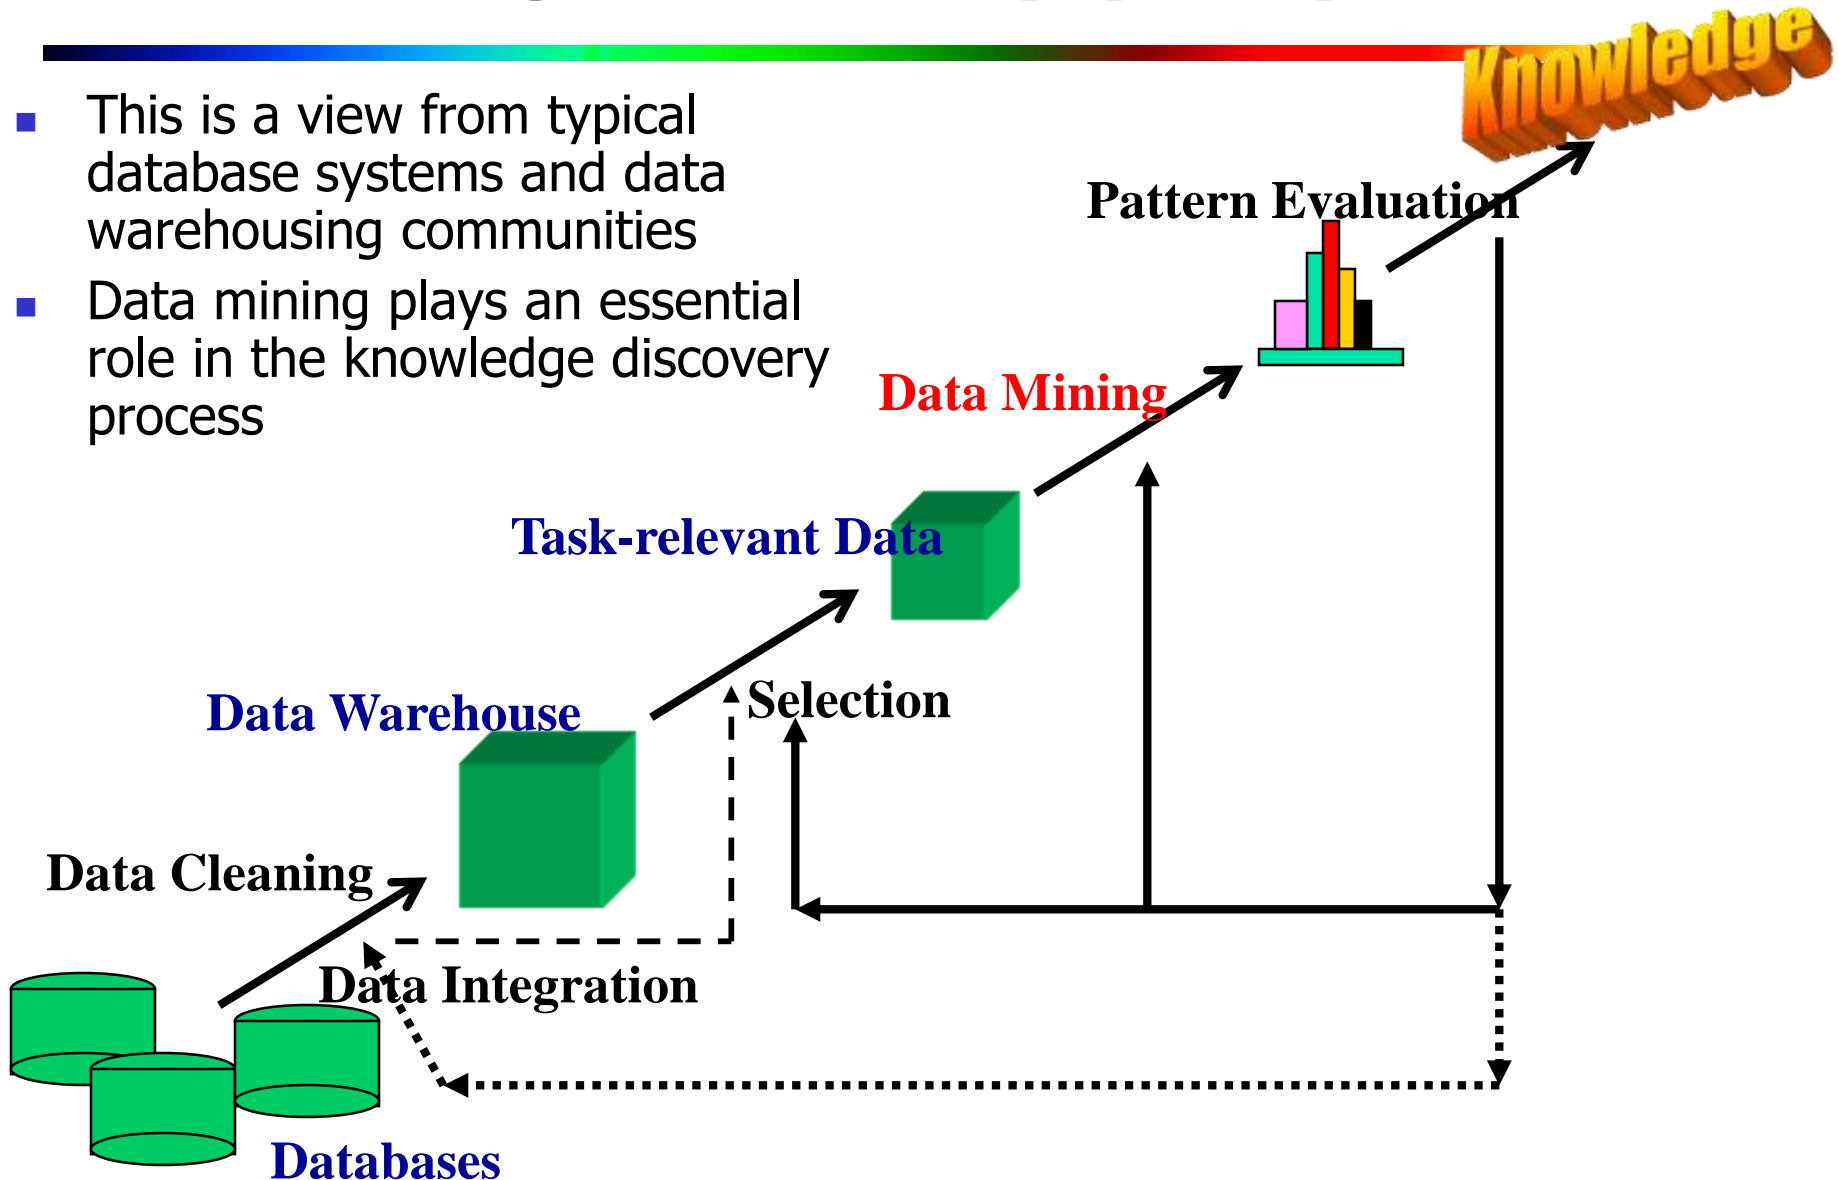 Knowledge
This is a view from typical
database systems and data
warehousing communities
Data mining plays an essential
role in the knowledge discovery
process
Pattern Evaluation
Data Mining
Task-relevant Data
Selection
Data Warehouse
Data Cleaning
Data Integration
Databases